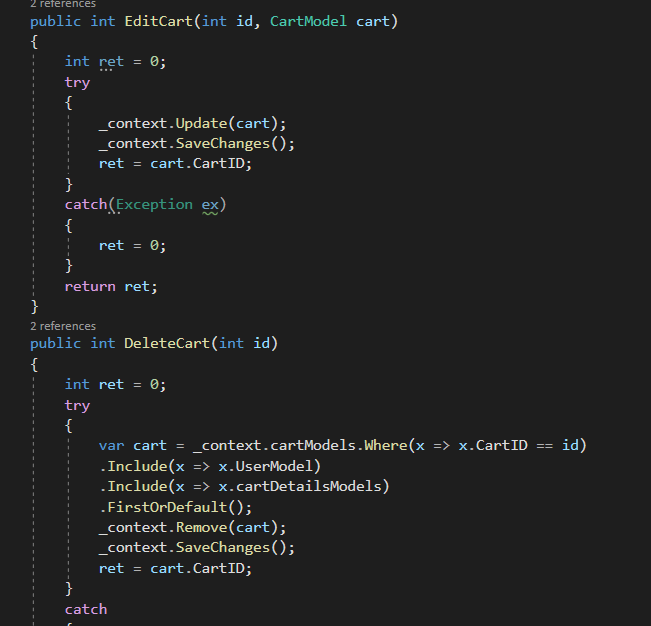 2 references
public int EditCart(int id, CartModel cart)
{
int ret = 0;
try
{
_context.Update(cart);
_context.SaveChanges();
ret = cart.CartID;
}
catch(Exception ex)
{
ret = 0;
}
return ret;
}
2 references
public int DeleteCart(int id)
{
int ret = 0;
try
{
var cart = _context.cartModels.Where(x => x.CartID == id)
.Include(x => x.UserModel)
.Include(x => x.cartDetailsModels)
.FirstOrDefault();
_context.Remove(cart);
_context.SaveChanges();
ret = cart.CartID;
}
catch
{